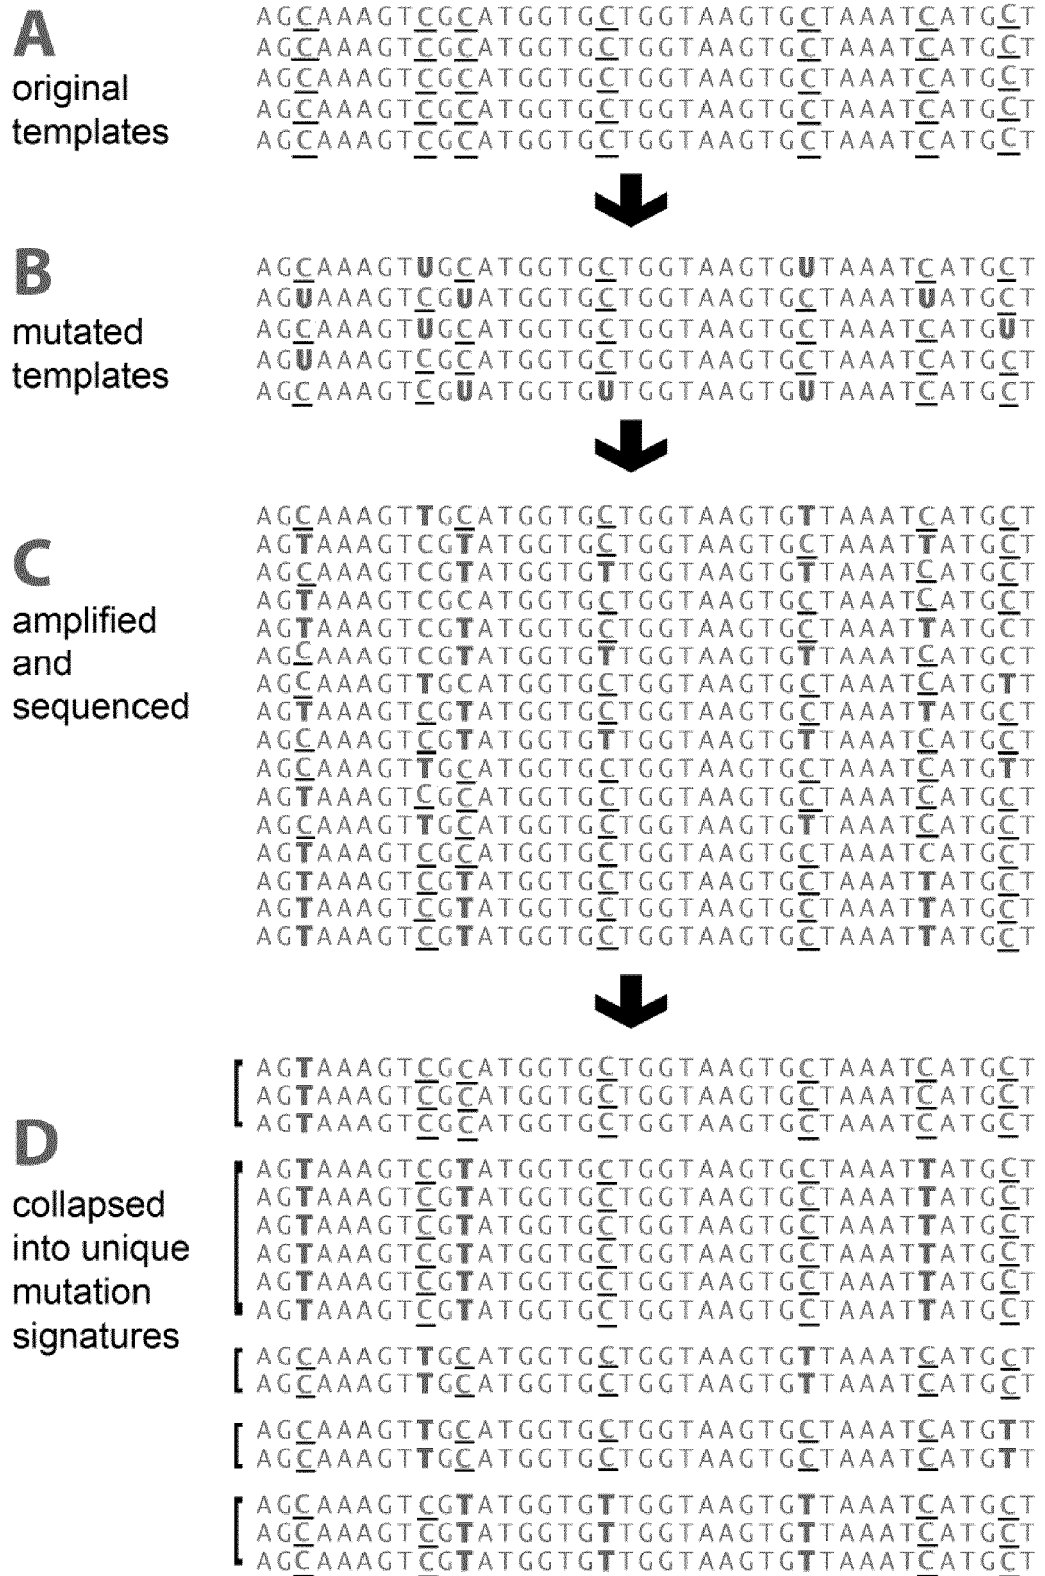 A
original
templates
AGCAAAGTCGCATGGTGCTGGTAAGTGCTAAATCATGCT
AGCAAAGTCGCATGGTGCTGGTAAGTGCTAAATCATGCT
AGCAAAGTCGCATGGTGCTGGTAAGTGCTAAATCATGCT
AGCAAAGTCGCATGGTGCTGGTAAGTGCTAAATCATGCT
AGCAAAGTCGCATGGTGCTGGTAAGTGCTAAATCATGCT
B
mutated
templates
AGCAAAGTUGCATGGTGCTGGTAAGTGUTAAATCATGCT
AGUAAAGTCGUATGGTGCTGGTAAGTGCTAAATUATGCT
AGCAAAGTUGCATGGTGCTGGTAAGTGCTAAATCATGUT
AGUAAAGTCGCATGGTGCTGGTAAGTGCTAAATCATGCT
AGCAAAGTCGUATGGTGUTGGTAAGTGUTAAATCATGCT
C
amplified
and
sequenced
AGCAAAGTTGCATGGTGCTGGTAAGTGTTAAATCATGCT
AGTAAAGTCGTATGGTGCTGGTAAGTGCTAAATTATGCT
AGCAAAGTCGTATGGTGTTGGTAAGTGTTAAATCATGCT
AGTAAAGTCGCATGGTGCTGGTAAGTGCTAAATCATGCT
AGTAAAGTCGTATGGTGCTGGTAAGTGCTAAATTATGCT
AGCAAAGTCGTATGGTGTTGGTAAGTGTTAAATCATGCT
AGCAAAGTTGCATGGTGCTGGTAAGTGCTAAATCATGTT
AGTAAAGTCGTATGGTGCTGGTAAGTGCTAAATTATGCT
AGCAAAGTCGTATGGTGTTGGTAAGTGTTAAATCATGCT
AGCAAAGTTGCATGGTGCTGGTAAGTGCTAAATCATGTT
AGTAAAGTCGCATGGTGCTGGTAAGTGCTAAATCATGCT
AGCAAAGTTGCATGGTGCTGGTAAGTGTTAAATCATGCT
AGTAAAGTCGCATGGTGCTGGTAAGTGCTAAATCATGCT
AGTAAAGTCGTATGGTGCTGGTAAGTGCTAAATTATGCT
AGTAAAGTCGTATGGTGCTGGTAAGTGCTAAATTATGCT
AGTAAAGTCGTATGGTGCTGGTAAGTGCTAAATTATGCT
D
collapsed
into unique
mutation
signatures
AGTAAAGTCGCATGGTGCTGGTAAGTGCTAAATCATGCT
AGTAAAGTCGCATGGTGCTGGTAAGTGCTAAATCATGCT
AGTAAAGTCGCATGGTGCTGGTAAGTGCTAAATCATGCT
AGTAAAGTCGTATGGTGCTGGTAAGTGCTAAATTATGCT
AGTAAAGTCGTATGGTGCTGGTAAGTGCTAAATTATGCT
AGTAAAGTCGTATGGTGCTGGTAAGTGCTAAATTATGCT
AGTAAAGTCGTATGGTGCTGGTAAGTGCTAAATTATGCT
AGTAAAGTCGTATGGTGCTGGTAAGTGCTAAATTATGCT
AGTAAAGTCGTATGGTGCTGGTAAGTGCTAAATTATGCT
AGCAAAGTTGCATGGTGCTGGTAAGTGTTAAATCATGCT
AGCAAAGTTGCATGGTGCTGGTAAGTGTTAAATCATGCT
AGCAAAGTTGCATGGTGCTGGTAAGTGCTAAATCATGTT
AGCAAAGTTGCATGGTGCTGGTAAGTGCTAAATCATGTT
AGCAAAGTCGTATGGTGTTGGTAAGTGTTAAATCATGCT
AGCAAAGTCGTATGGTGTTGGTAAGTGTTAAATCATGCT
AGCAAAGTCGTATGGTGTTGGTAAGTGTTAAATCATGCT